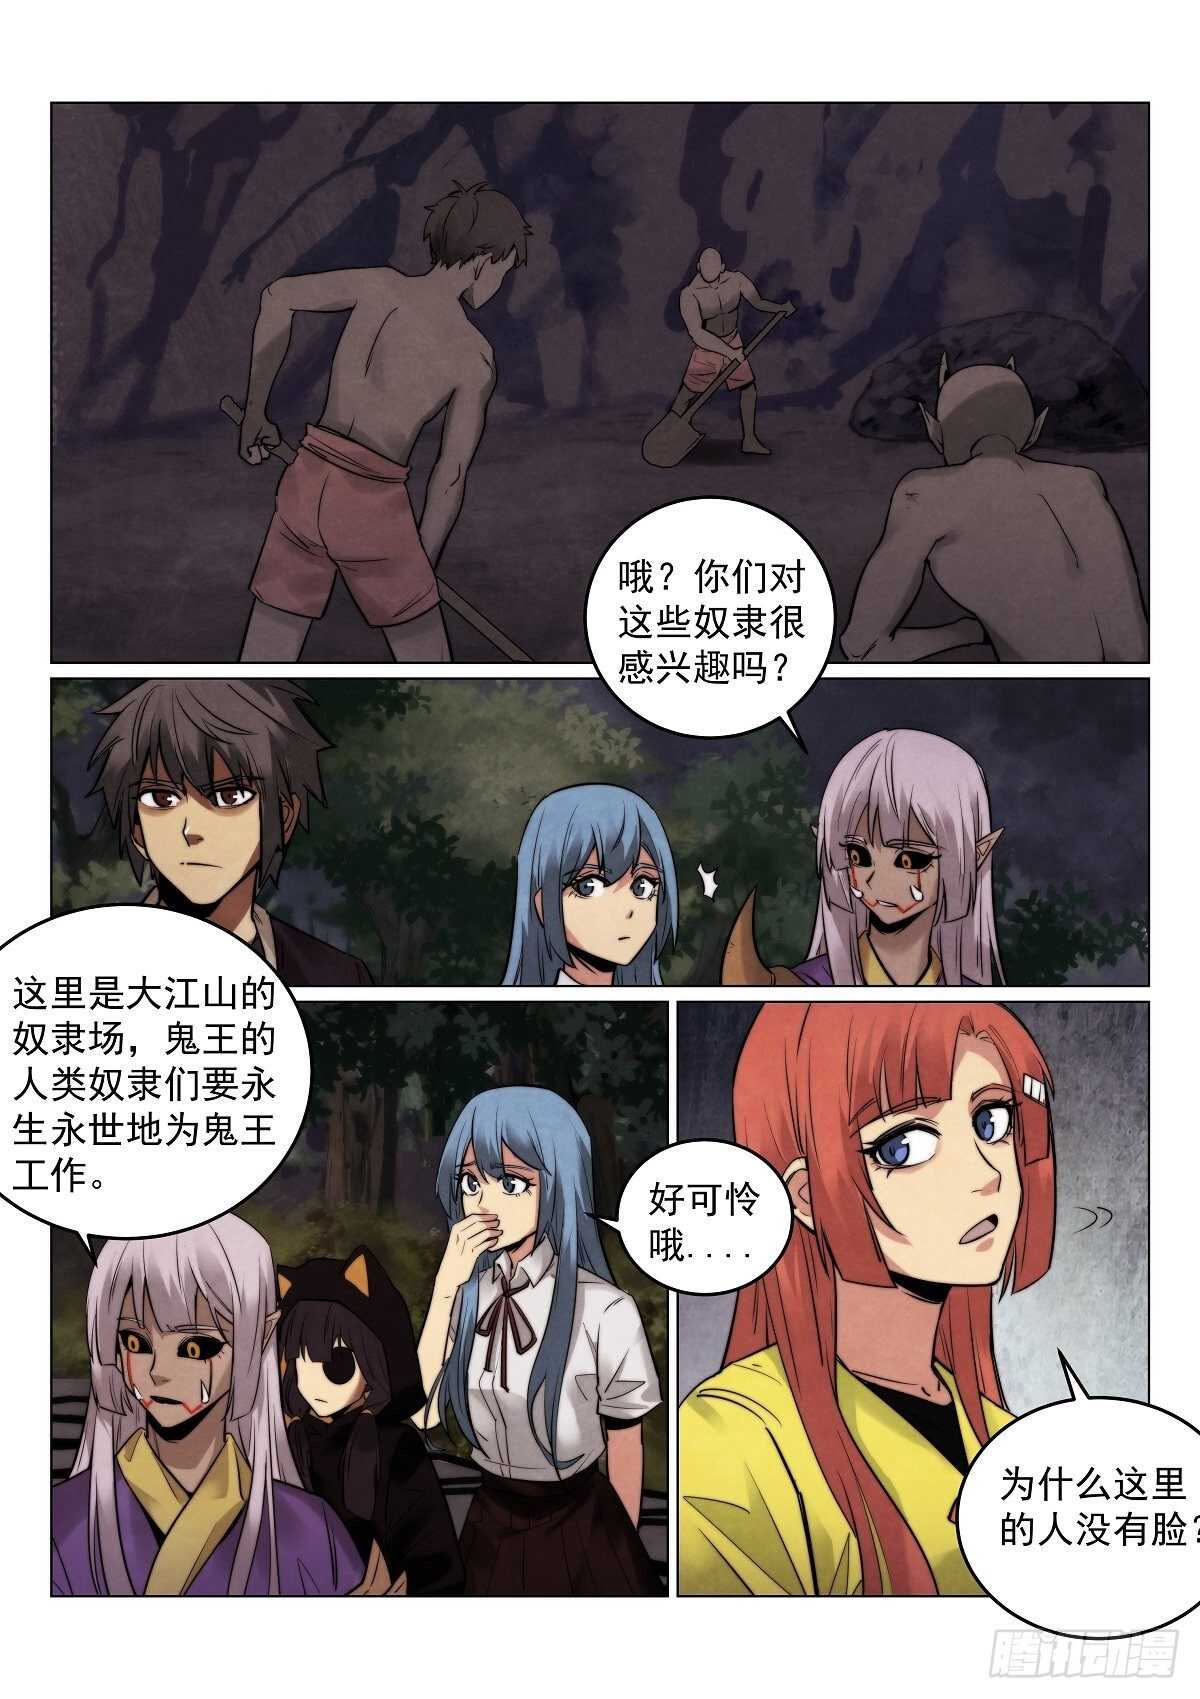 哦？你们对
这些奴隶很
感兴趣吗？
这里是大江山的
奴隶场，鬼王的
人类奴隶们要永
生永世地为鬼王
工作。
好可怜
哦....
为什么这里
的人没有脸？
腾讯动漫